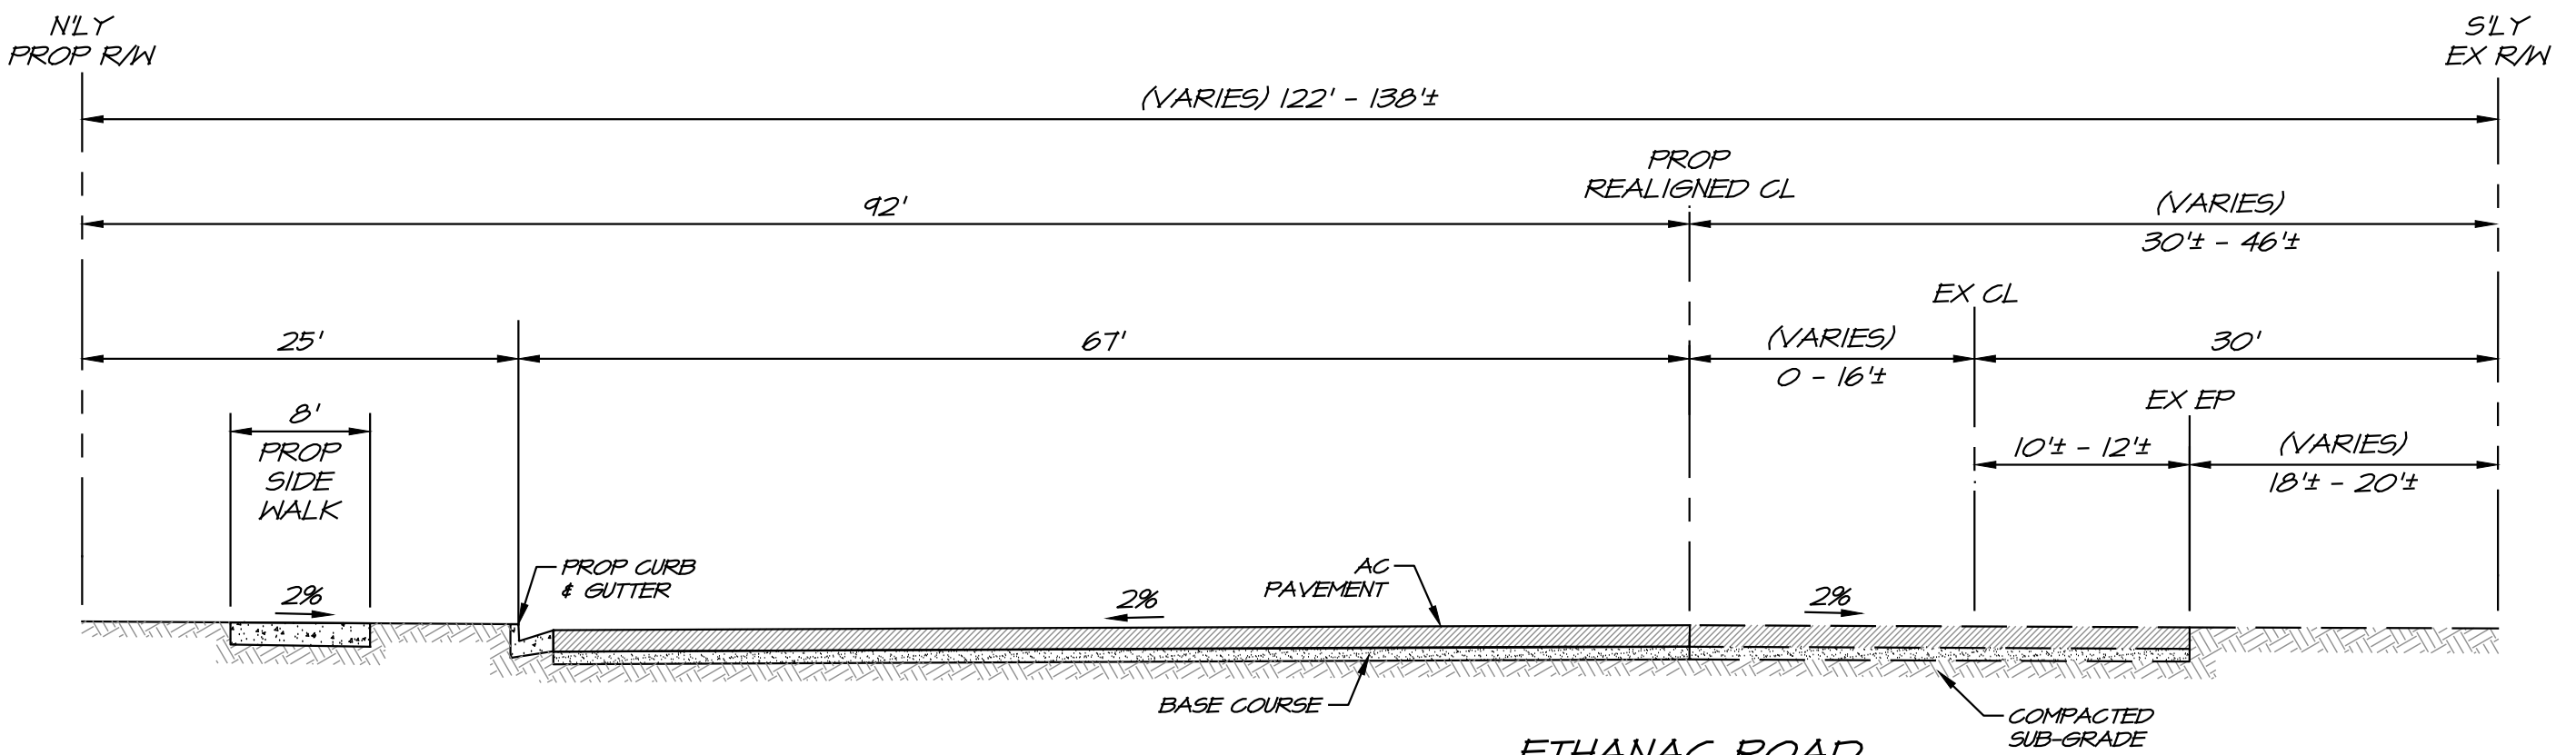 N'LY
PROP R/W
S'LY
EX R/W
(VARIES) 122' - 138'±
PROP
REALIGNED CL
92'
(VARIES)
30'± - 46'±
EX CL
25'
67'
(VARIES)
0 - 16'±
30'
EX EP
8'
PROP
SIDE
WALK
10'± - 12'±
(VARIES)
18'± - 20'±
PROP CURB
& GUTTER
AC
PAVEMENT
2%
2%
2%
BASE COURSE
COMPACTED
SUB-GRADE
ETHANAC ROAD